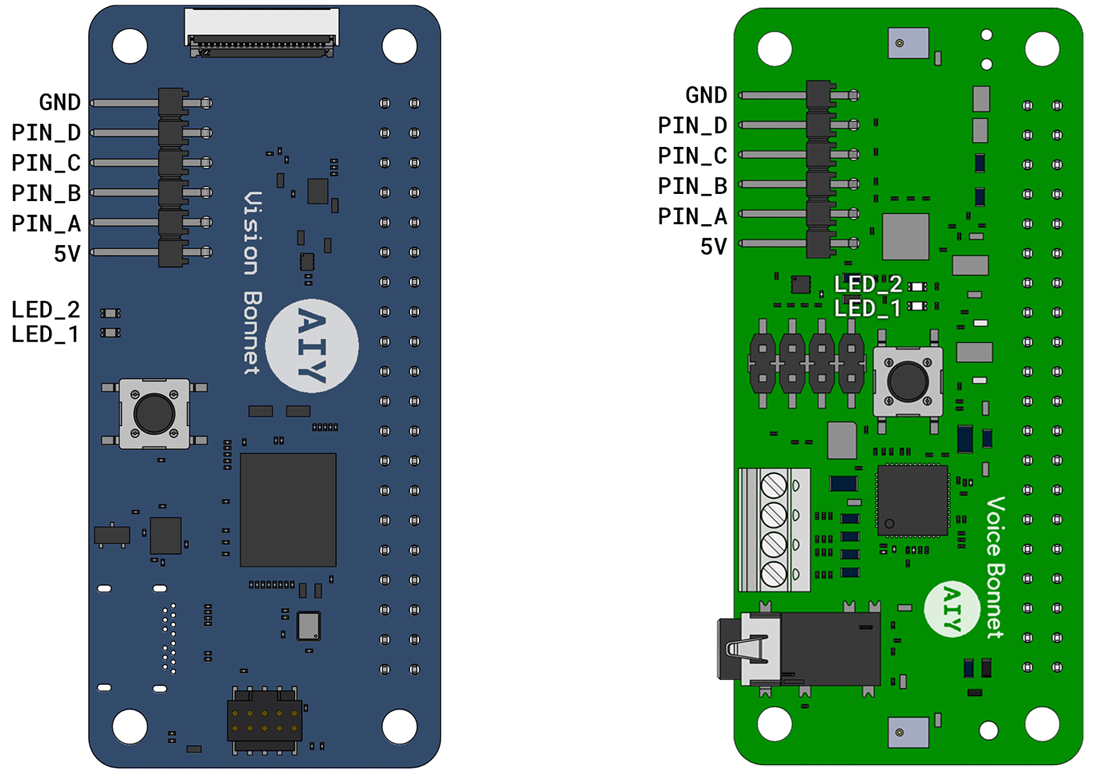 GND
PIN_D
PIN_C
PIN_B
PIN_A
5V
LED_2
LED_1
Vision Bonnet
AIY
GND
PIN_D
PIN_C
PIN_B
PIN_A
5V
LED_2
LED_1
Voice Bonnet
AIY